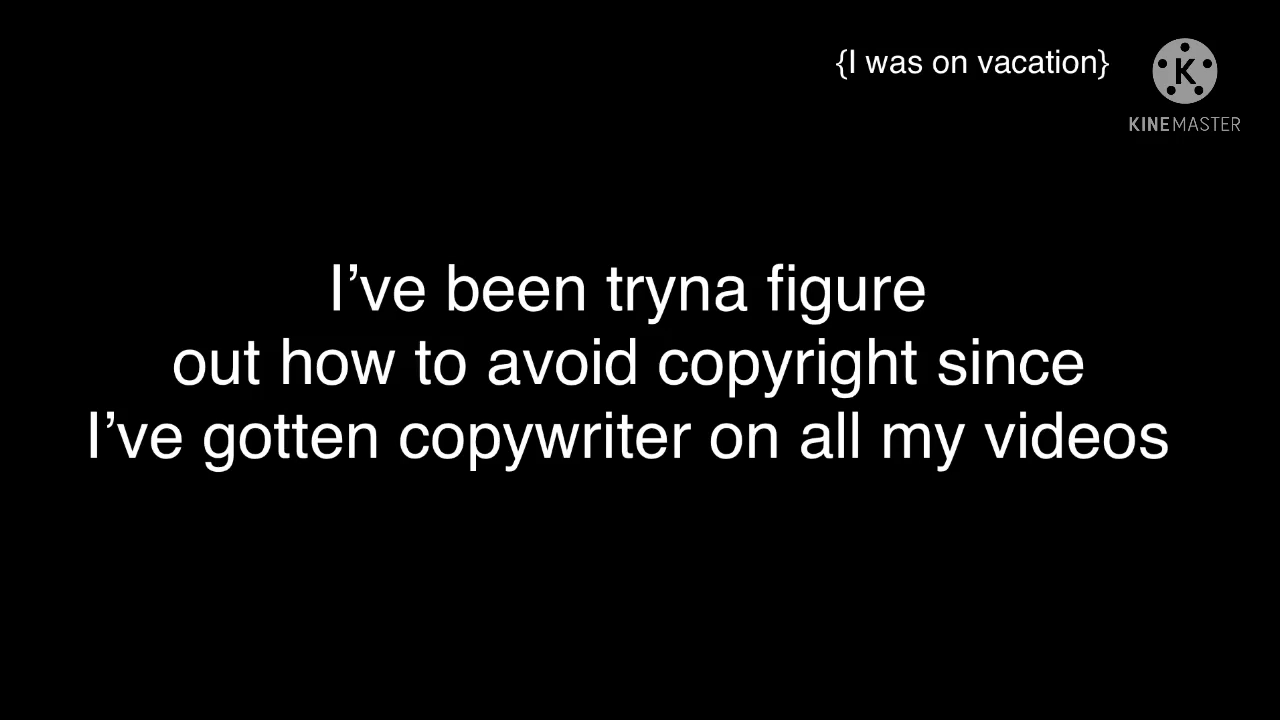 {I was on vacation}
KINEMASTER
I’ve been tryna figure
out how to avoid copyright since
I’ve gotten copywriter on all my videos